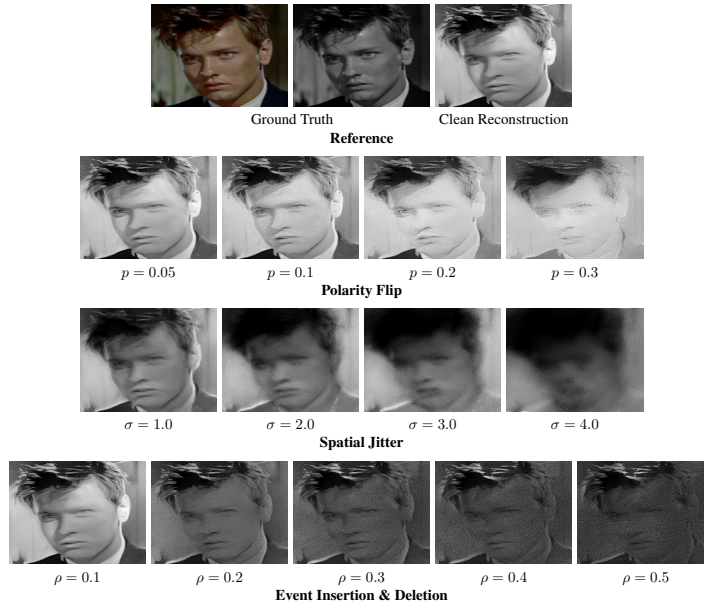 Ground Truth
Clean Reconstruction
Reference
p = 0.05
p = 0.1
p = 0.2
p = 0.3
Polarity Flip
σ = 1.0
σ = 2.0
σ = 3.0
σ = 4.0
Spatial Jitter
ρ = 0.1
ρ = 0.2
ρ = 0.3
ρ = 0.4
ρ = 0.5
Event Insertion & Deletion